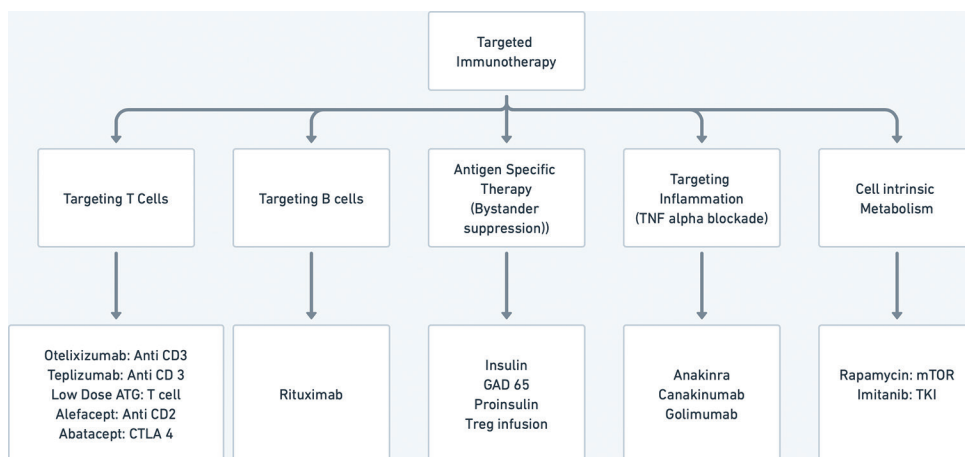 Targeted
Immunotherapy
Targeting T Cells
Targeting B cells
Antigen Specific
Therapy
(Bystander
suppression))
Targeting
Inflammation
(TNF alpha blockade)
Cell intrinsic
Metabolism
Otelixizumab: Anti CD3
Teplizumab: Anti CD 3
Low Dose ATG: T cell
Alefacept: Anti CD2
Abatacept: CTLA 4
Rituximab
Insulin
GAD 65
Proinsulin
Treg infusion
Anakinra
Canakinumab
Golimumab
Rapamycin: mTOR
Imitanib: TKI